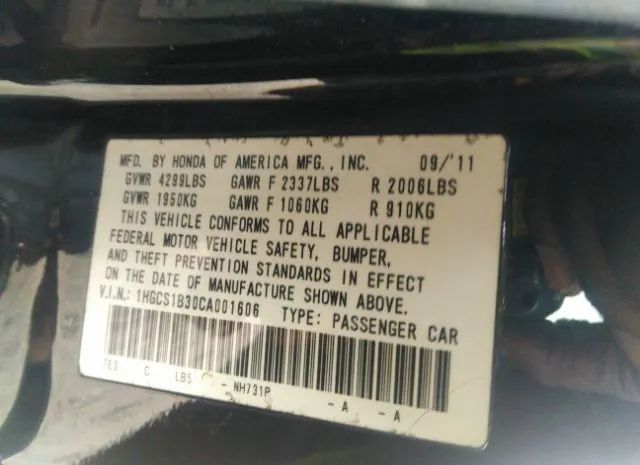 MFD. BY HONDA OF AMERICA MFG., INC. 09/'11
GVWR 4299LBS GAWR F 2337LBS R 2006LBS
GVWR 1950KG GAWR F 1060KG R 910KG
THIS VEHICLE CONFORMS TO ALL APPLICABLE
FEDERAL MOTOR VEHICLE SAFETY, BUMPER,
AND THEFT PREVENTION STANDARDS IN EFFECT
ON THE DATE OF MANUFACTURE SHOWN ABOVE.
V.I.N.: 1HGCS1B30CA001606 TYPE: PASSENGER CAR
TE0 C LBS - NH731P - A - A